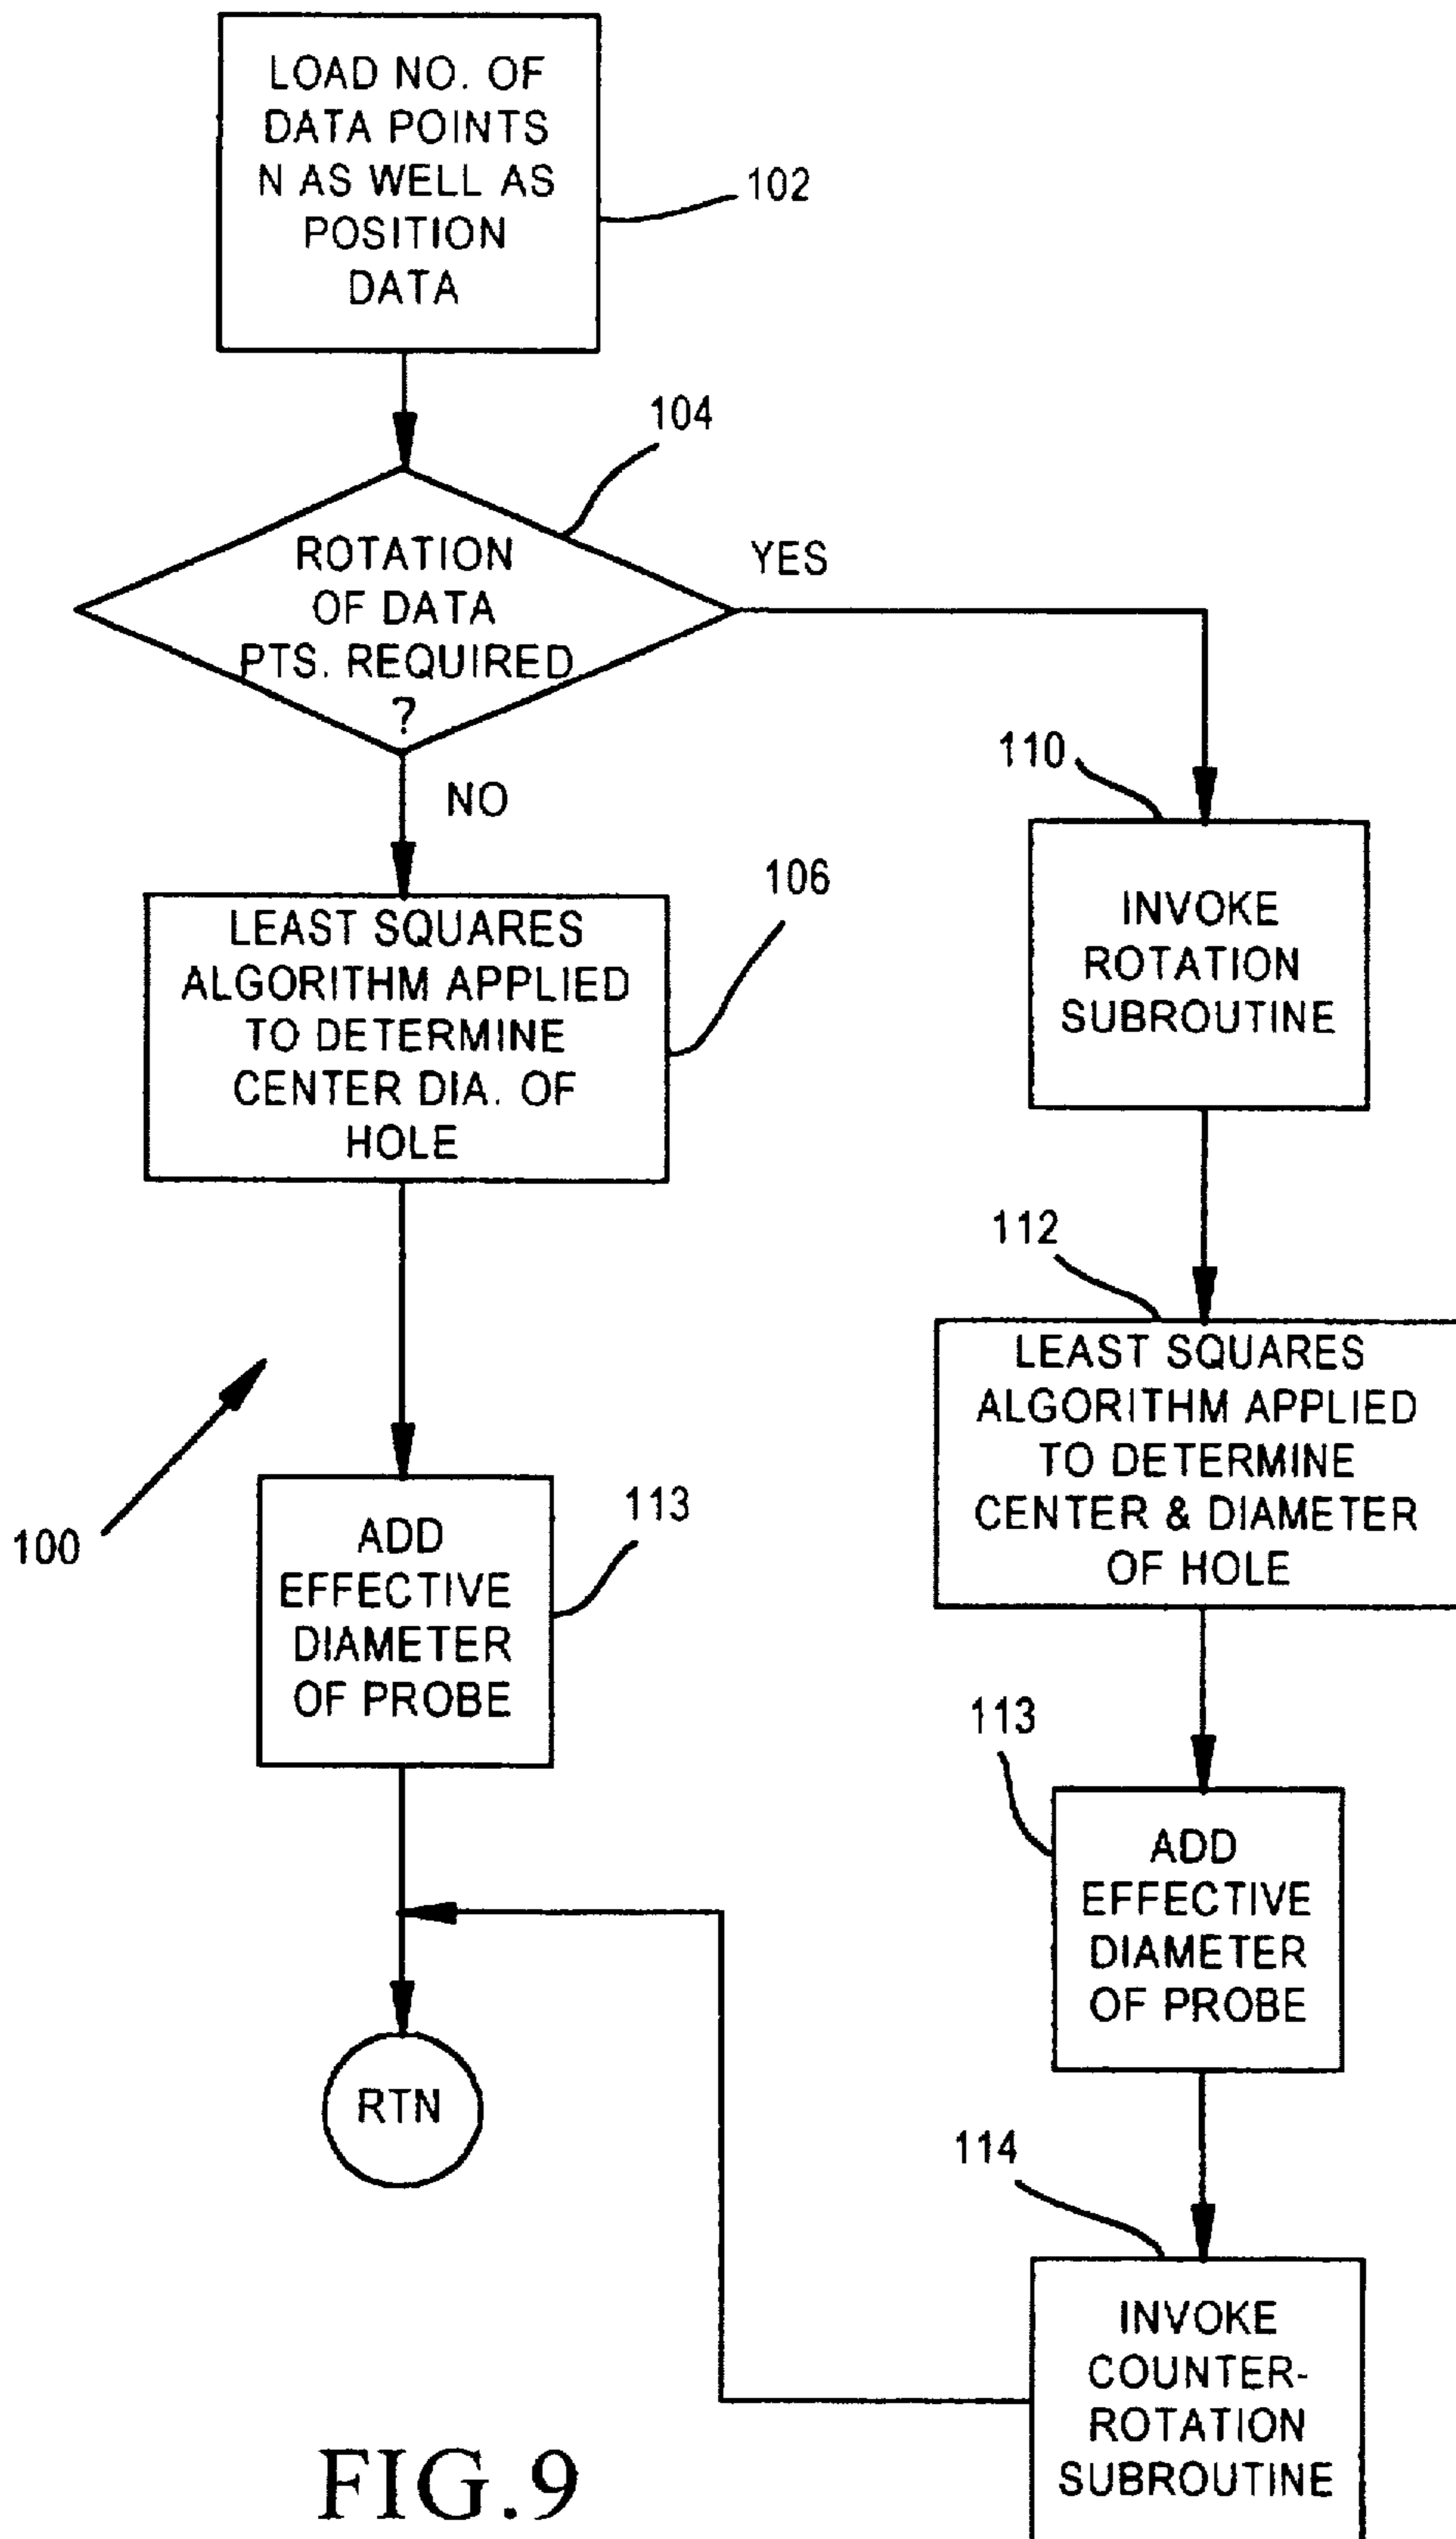 LOAD NO. OF
DATA POINTS
N AS WELL AS
POSITION
DATA
102
104
ROTATION
OF DATA
PTS. REQUIRED
?
YES
NO
110
INVOKE
ROTATION
SUBROUTINE
106
LEAST SQUARES
ALGORITHM APPLIED
TO DETERMINE
CENTER DIA. OF
HOLE
112
LEAST SQUARES
ALGORITHM APPLIED
TO DETERMINE
CENTER & DIAMETER
OF HOLE
100
113
ADD
EFFECTIVE
DIAMETER
OF PROBE
113
ADD
EFFECTIVE
DIAMETER
OF PROBE
RTN
114
INVOKE
COUNTER-
ROTATION
SUBROUTINE
FIG.9